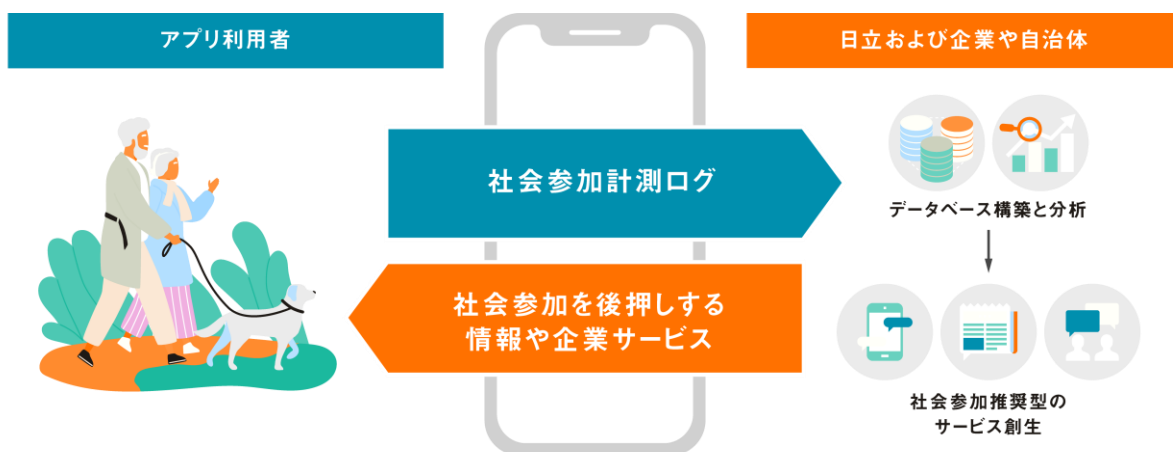 アプリ利用者
日立および企業や自治体
社会参加計測ログ
データベース構築と分析
社会参加を後押しする
情報や企業サービス
社会参加推奨型の
サービス創生